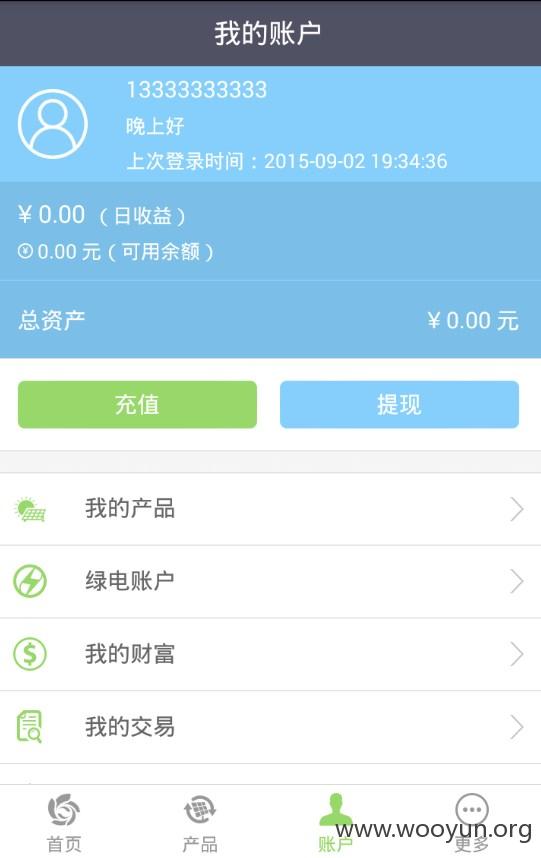 我的账户
13333333333
晚上好
上次登录时间：2015-09-02 19:34:36
¥ 0.00 （日收益）
¥ 0.00 元（可用余额）
总资产 ¥ 0.00 元
充值 提现
我的产品
绿电账户
$ 我的财富
我的交易
首页 产品 账户 更多
www.wooyun.org